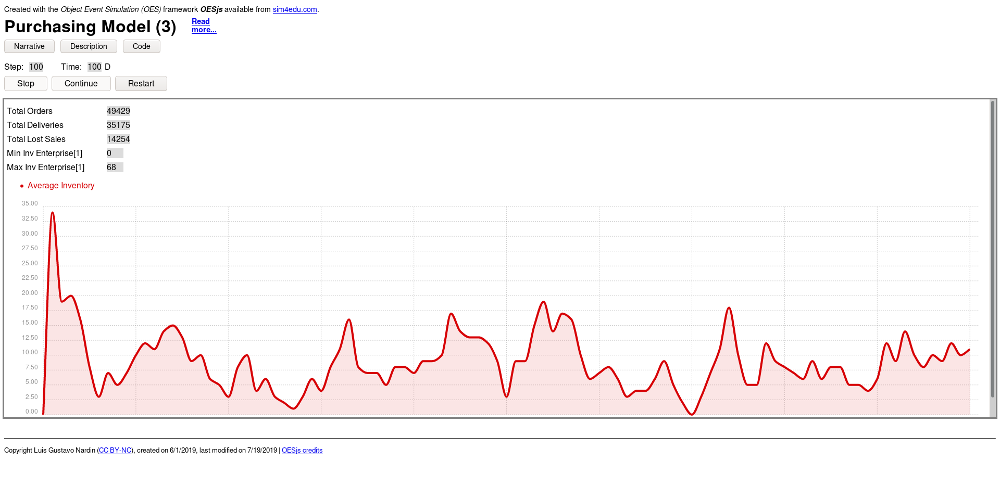 Created with the Object Event Simulation (OES) framework OESjs available from sim4edu.com.
Purchasing Model (3) Read
more...
Narrative Description Code
Step: 100 Time: 100 D
Stop Continue Restart
Total Orders 49429
Total Deliveries 35175
Total Lost Sales 14254
Min Inv Enterprise[1] 0
Max Inv Enterprise[1] 68
• Average Inventory
35.00
32.50
30.00
27.50
25.00
22.50
20.00
17.50
15.00
12.50
10.00
7.50
5.00
2.50
0.00
Copyright Luis Gustavo Nardin (CC BY-NC), created on 6/1/2019, last modified on 7/19/2019 | OESjs credits